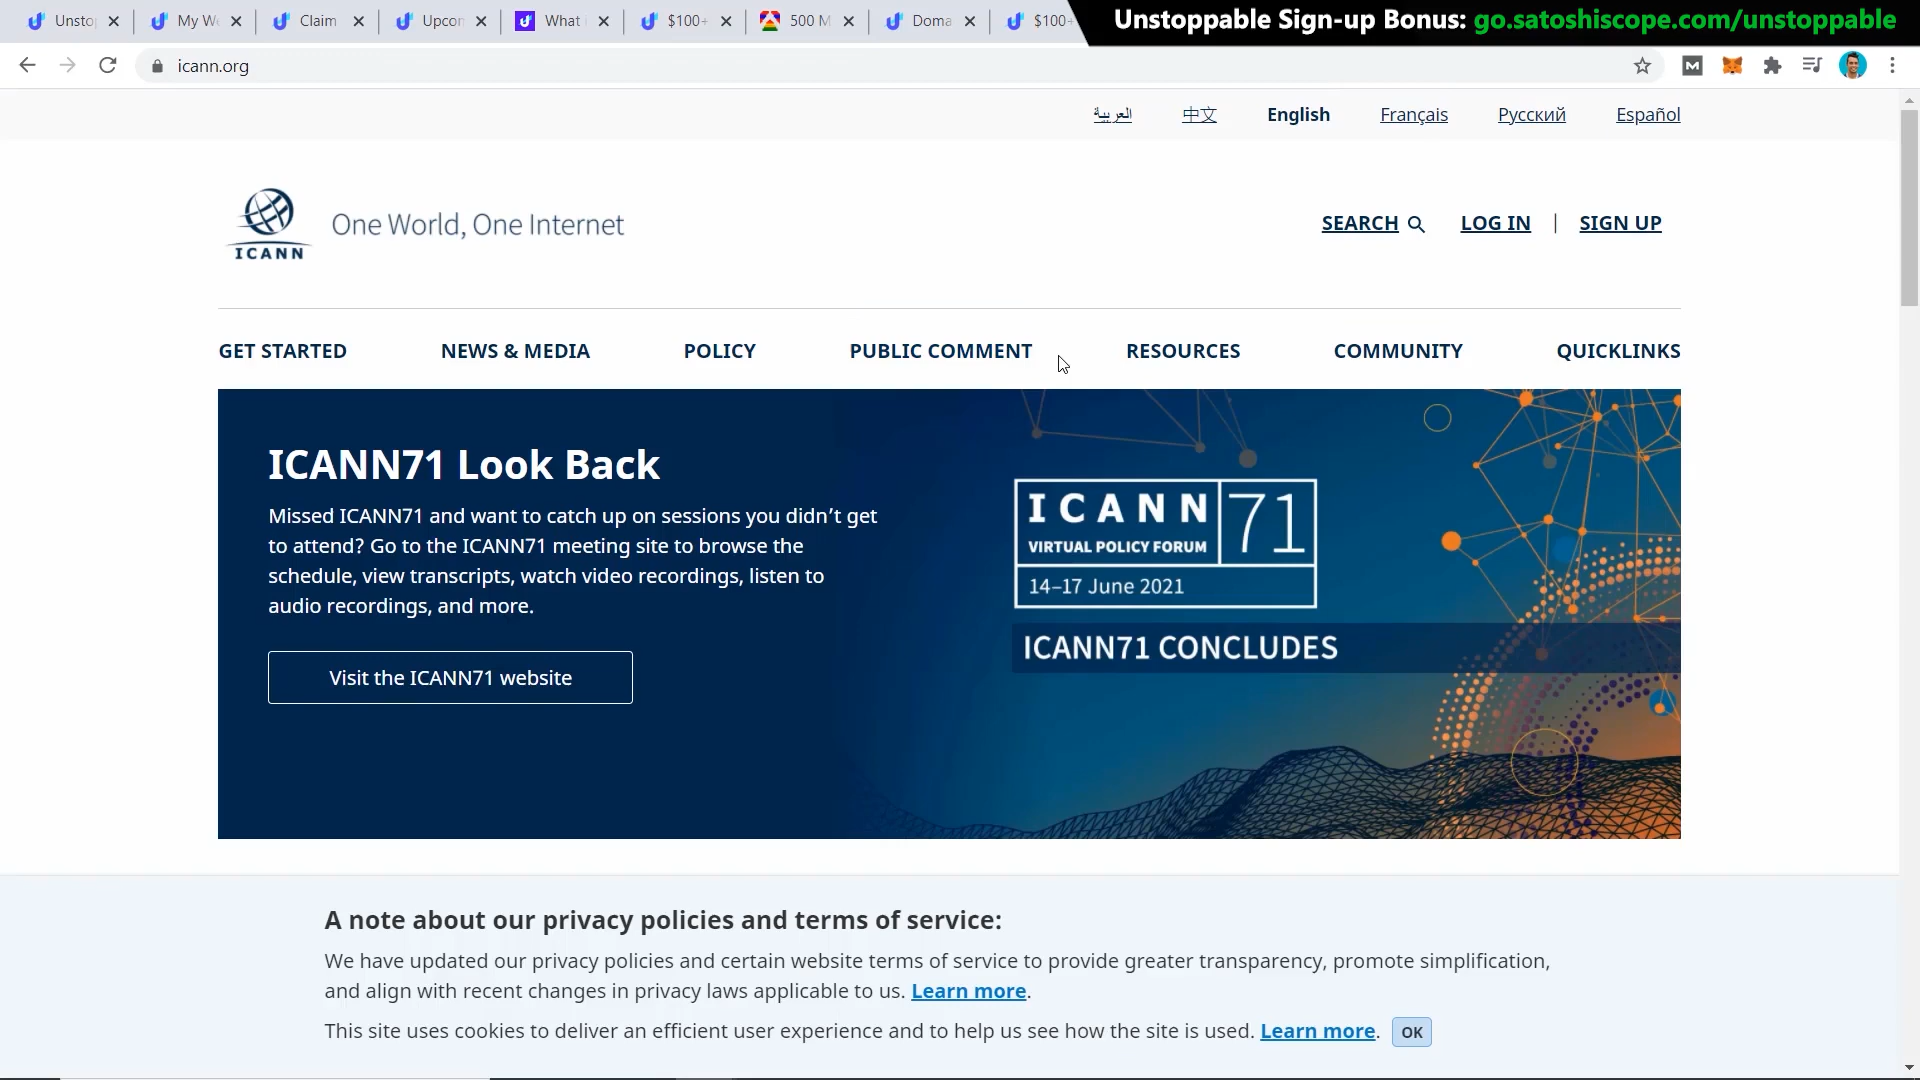 Unstoppable Sign-up Bonus: go.satoshiscope.com/unstoppable
Unsto
My We
Claim
Upcon
What i
$100+
500 M
Doma
$100+
icann.org
العربية
中文
English
Français
Русский
Español
ICANN
One World, One Internet
SEARCH
LOG IN | SIGN UP
GET STARTED
NEWS & MEDIA
POLICY
PUBLIC COMMENT
RESOURCES
COMMUNITY
QUICKLINKS
ICANN71 Look Back
Missed ICANN71 and want to catch up on sessions you didn’t get
to attend? Go to the ICANN71 meeting site to browse the
schedule, view transcripts, watch video recordings, listen to
audio recordings, and more.
Visit the ICANN71 website
ICANN 71
VIRTUAL POLICY FORUM
14–17 June 2021
ICANN71 CONCLUDES
A note about our privacy policies and terms of service:
We have updated our privacy policies and certain website terms of service to provide greater transparency, promote simplification,
and align with recent changes in privacy laws applicable to us. Learn more.
This site uses cookies to deliver an efficient user experience and to help us see how the site is used. Learn more. OK